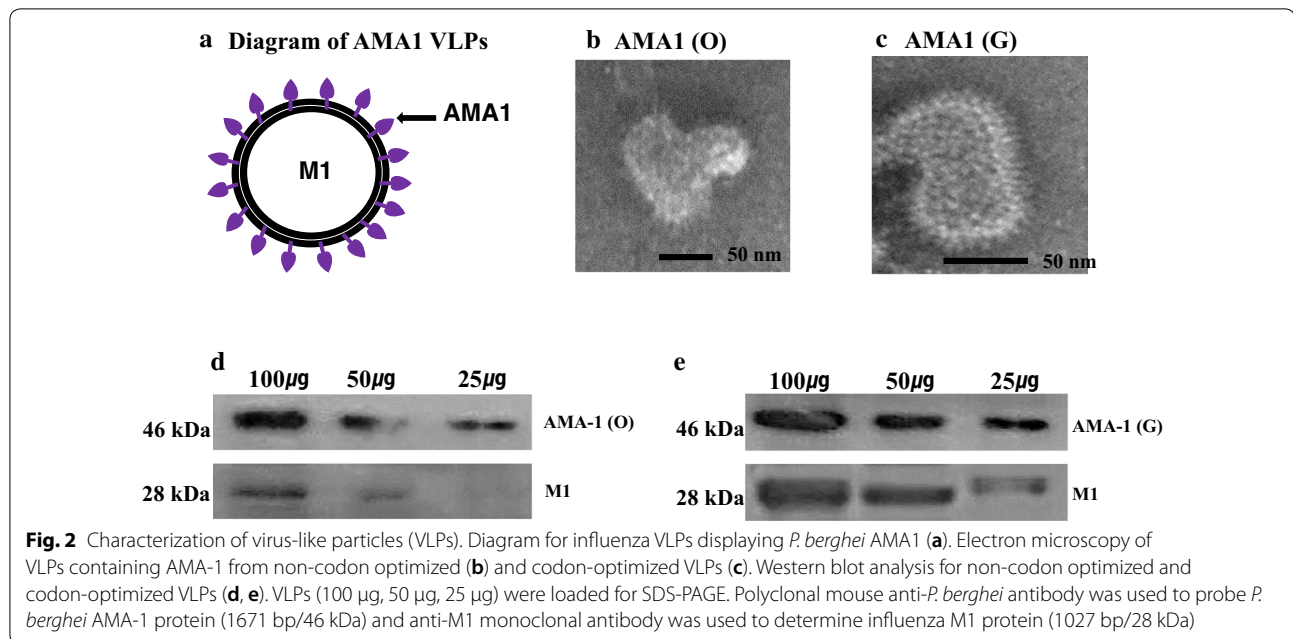 a Diagram of AMA1 VLPs
b AMA1 (O)
c AMA1 (G)
AMA1
M1
50 nm
50 nm
d
100µg 50µg 25µg
46 kDa AMA-1 (O)
28 kDa M1
e
100µg 50µg 25µg
46 kDa AMA-1 (G)
28 kDa M1
Fig. 2 Characterization of virus-like particles (VLPs). Diagram for influenza VLPs displaying P. berghei AMA1 (a). Electron microscopy of
VLPs containing AMA-1 from non-codon optimized (b) and codon-optimized VLPs (c). Western blot analysis for non-codon optimized and
codon-optimized VLPs (d, e). VLPs (100 µg, 50 µg, 25 µg) were loaded for SDS-PAGE. Polyclonal mouse anti-P. berghei antibody was used to probe P.
berghei AMA-1 protein (1671 bp/46 kDa) and anti-M1 monoclonal antibody was used to determine influenza M1 protein (1027 bp/28 kDa)